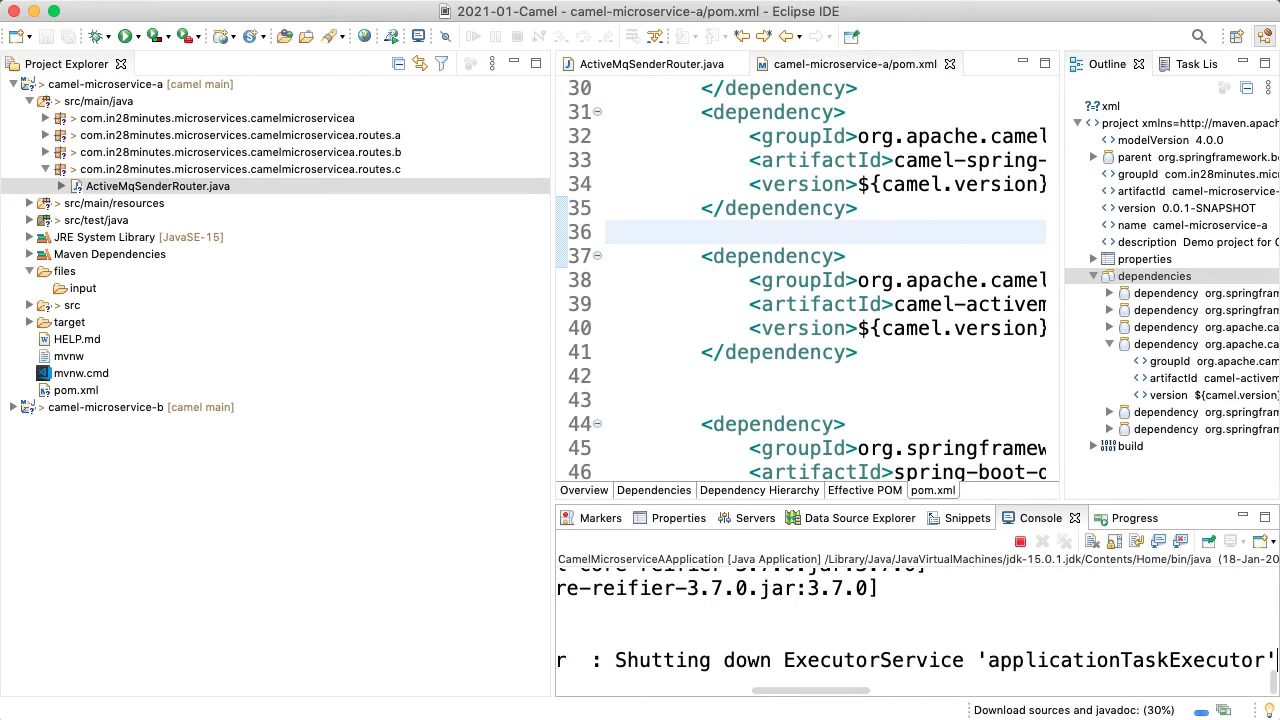 2021-01-Camel - camel-microservice-a/pom.xml - Eclipse IDE
Project Explorer
camel-microservice-a [camel main]
> src/main/java
> com.in28minutes.microservices.camelmicroservicea
> com.in28minutes.microservices.camelmicroservicea.routes.a
> com.in28minutes.microservices.camelmicroservicea.routes.b
> com.in28minutes.microservices.camelmicroservicea.routes.c
ActiveMqSenderRouter.java
> src/main/resources
> src/test/java
JRE System Library [JavaSE-15]
Maven Dependencies
files
input
> src
target
HELP.md
mvnw
mvnw.cmd
pom.xml
> camel-microservice-b [camel main]
ActiveMqSenderRouter.java
camel-microservice-a/pom.xml
30 </dependency>
31 <dependency>
32 <groupId>org.apache.camel
33 <artifactId>camel-spring-
34 <version>${camel.version}
35 </dependency>
36
37 <dependency>
38 <groupId>org.apache.camel
39 <artifactId>camel-activem
40 <version>${camel.version}
41 </dependency>
42
43
44 <dependency>
45 <groupId>org.springframew
46 <artifactId>spring-boot-d
Overview Dependencies Dependency Hierarchy Effective POM pom.xml
Outline Task Lis
xml
project xmlns=http://maven.apach
modelVersion 4.0.0
parent org.springframework.b
groupId com.in28minutes.mic
artifactId camel-microservice-
version 0.0.1-SNAPSHOT
name camel-microservice-a
description Demo project for
properties
dependencies
dependency org.springfram
dependency org.springfram
dependency org.apache.ca
dependency org.apache.ca
groupId org.apache.cam
artifactId camel-activem
version ${camel.version}
dependency org.springfram
dependency org.springfram
build
Markers Properties Servers Data Source Explorer Snippets Console Progress
CamelMicroserviceAApplication [Java Application] /Library/Java/JavaVirtualMachines/jdk-15.0.1.jdk/Contents/Home/bin/java (18-Jan-20
re-reifier-3.7.0.jar:3.7.0]
r : Shutting down ExecutorService 'applicationTaskExecutor'
Download sources and javadoc: (30%)